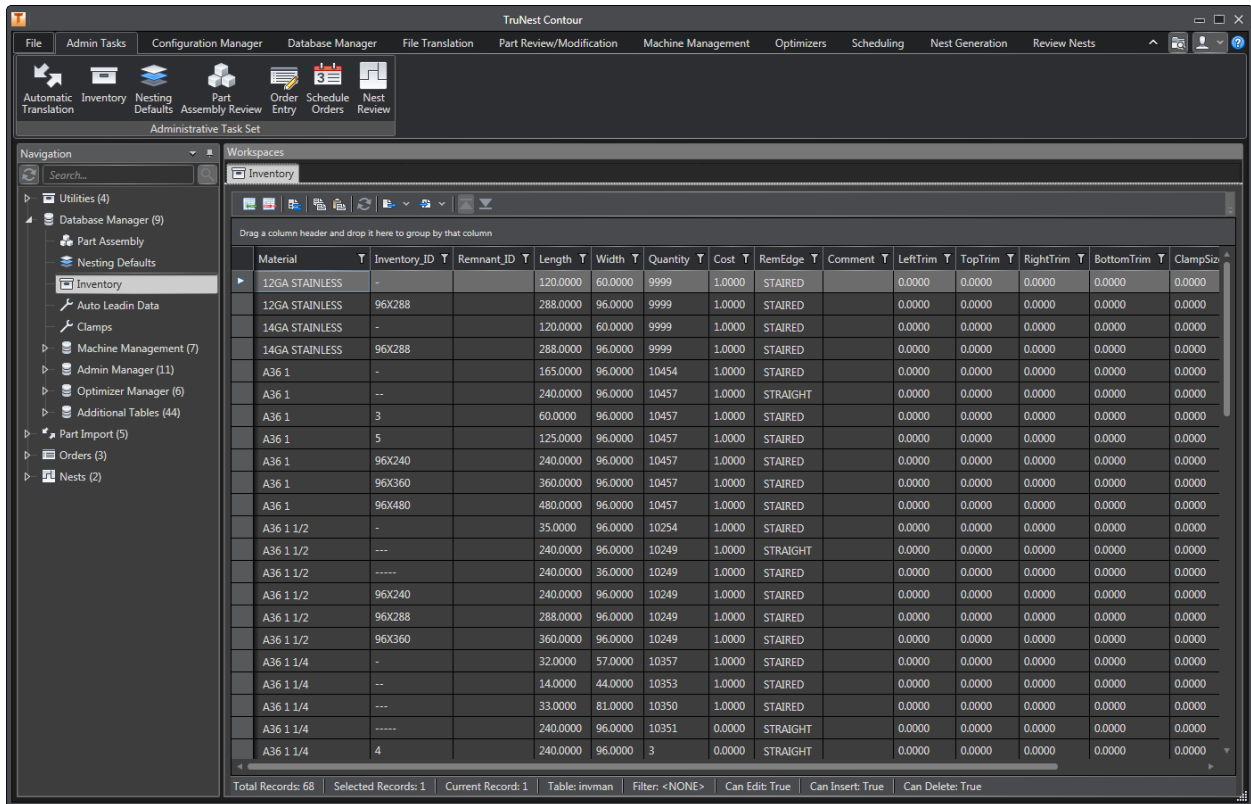 T TruNest Contour
File Admin Tasks Configuration Manager Database Manager File Translation Part Review/Modification Machine Management Optimizers Scheduling Nest Generation Review Nests
Automatic Translation Inventory Nesting Defaults Part Assembly Review Order Entry 3 Schedule Orders Nest Review
Administrative Task Set
Navigation
Search...
Utilities (4)
Database Manager (9)
Part Assembly
Nesting Defaults
Inventory
Auto Leadin Data
Clamps
Machine Management (7)
Admin Manager (11)
Optimizer Manager (6)
Additional Tables (44)
Part Import (5)
Orders (3)
Nests (2)
Workspaces
Inventory
Drag a column header and drop it here to group by that column
Material Inventory_ID Remnant_ID Length Width Quantity Cost RemEdge Comment LeftTrim TopTrim RightTrim BottomTrim ClampSiz
12GA STAINLESS - 120.0000 60.0000 9999 1.0000 STAIRED 0.0000 0.0000 0.0000 0.0000 0.0000
12GA STAINLESS 96X288 288.0000 96.0000 9999 1.0000 STAIRED 0.0000 0.0000 0.0000 0.0000 0.0000
14GA STAINLESS - 120.0000 60.0000 9999 1.0000 STAIRED 0.0000 0.0000 0.0000 0.0000 0.0000
14GA STAINLESS 96X288 288.0000 96.0000 9999 1.0000 STAIRED 0.0000 0.0000 0.0000 0.0000 0.0000
A36 1 - 165.0000 96.0000 10454 1.0000 STAIRED 0.0000 0.0000 0.0000 0.0000 0.0000
A36 1 -- 240.0000 96.0000 10457 1.0000 STRAIGHT 0.0000 0.0000 0.0000 0.0000 0.0000
A36 1 3 60.0000 96.0000 10457 1.0000 STAIRED 0.0000 0.0000 0.0000 0.0000 0.0000
A36 1 5 125.0000 96.0000 10457 1.0000 STAIRED 0.0000 0.0000 0.0000 0.0000 0.0000
A36 1 96X240 240.0000 96.0000 10457 1.0000 STAIRED 0.0000 0.0000 0.0000 0.0000 0.0000
A36 1 96X360 360.0000 96.0000 10457 1.0000 STAIRED 0.0000 0.0000 0.0000 0.0000 0.0000
A36 1 96X480 480.0000 96.0000 10457 1.0000 STAIRED 0.0000 0.0000 0.0000 0.0000 0.0000
A36 1 1/2 - 35.0000 96.0000 10254 1.0000 STAIRED 0.0000 0.0000 0.0000 0.0000 0.0000
A36 1 1/2 --- 240.0000 96.0000 10249 1.0000 STRAIGHT 0.0000 0.0000 0.0000 0.0000 0.0000
A36 1 1/2 ----- 240.0000 36.0000 10249 1.0000 STAIRED 0.0000 0.0000 0.0000 0.0000 0.0000
A36 1 1/2 96X240 240.0000 96.0000 10249 1.0000 STAIRED 0.0000 0.0000 0.0000 0.0000 0.0000
A36 1 1/2 96X288 288.0000 96.0000 10249 1.0000 STAIRED 0.0000 0.0000 0.0000 0.0000 0.0000
A36 1 1/2 96X360 360.0000 96.0000 10249 1.0000 STAIRED 0.0000 0.0000 0.0000 0.0000 0.0000
A36 1 1/4 - 32.0000 57.0000 10357 1.0000 STAIRED 0.0000 0.0000 0.0000 0.0000 0.0000
A36 1 1/4 -- 14.0000 44.0000 10353 1.0000 STAIRED 0.0000 0.0000 0.0000 0.0000 0.0000
A36 1 1/4 --- 33.0000 81.0000 10350 1.0000 STAIRED 0.0000 0.0000 0.0000 0.0000 0.0000
A36 1 1/4 ----- 240.0000 96.0000 10351 0.0000 STRAIGHT 0.0000 0.0000 0.0000 0.0000 0.0000
A36 1 1/4 4 240.0000 96.0000 3 0.0000 STRAIGHT 0.0000 0.0000 0.0000 0.0000 0.0000
Total Records: 68 Selected Records: 1 Current Record: 1 Table: invman Filter: <NONE> Can Edit: True Can Insert: True Can Delete: True